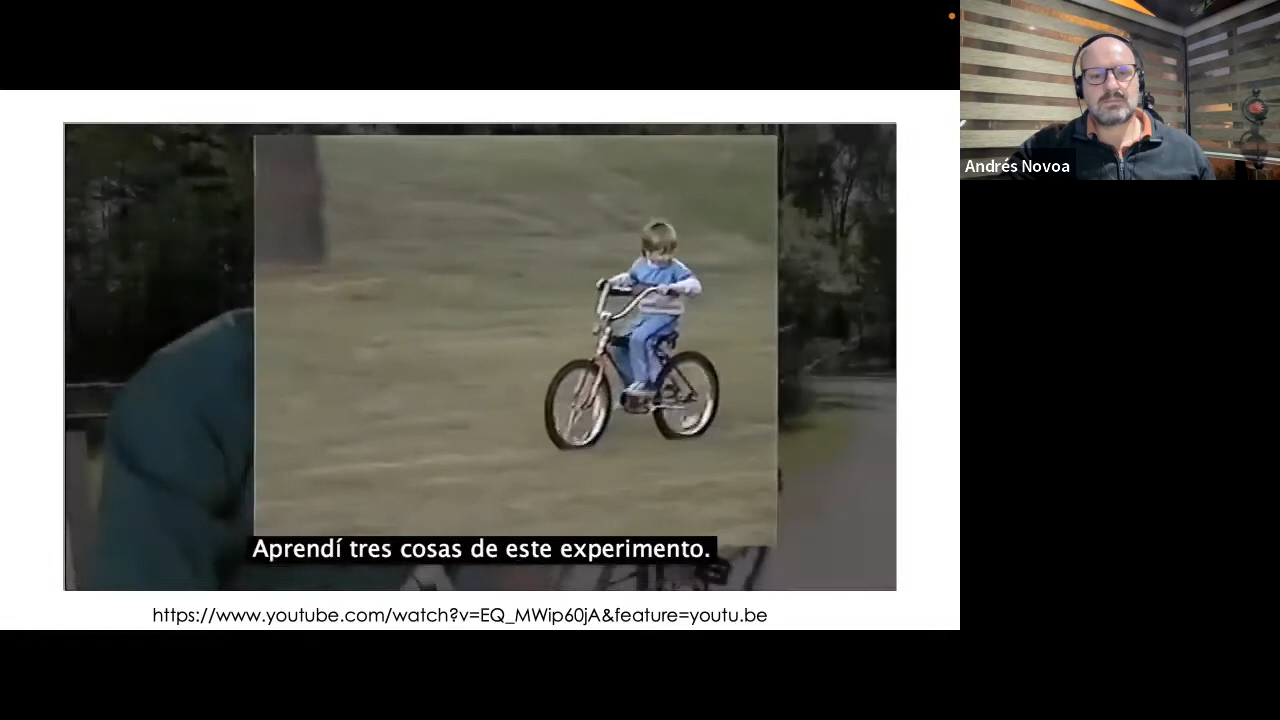 Andrés Novoa
Aprendí tres cosas de este experimento.
https://www.youtube.com/watch?v=EQ_MWip60jA&feature=youtu.be